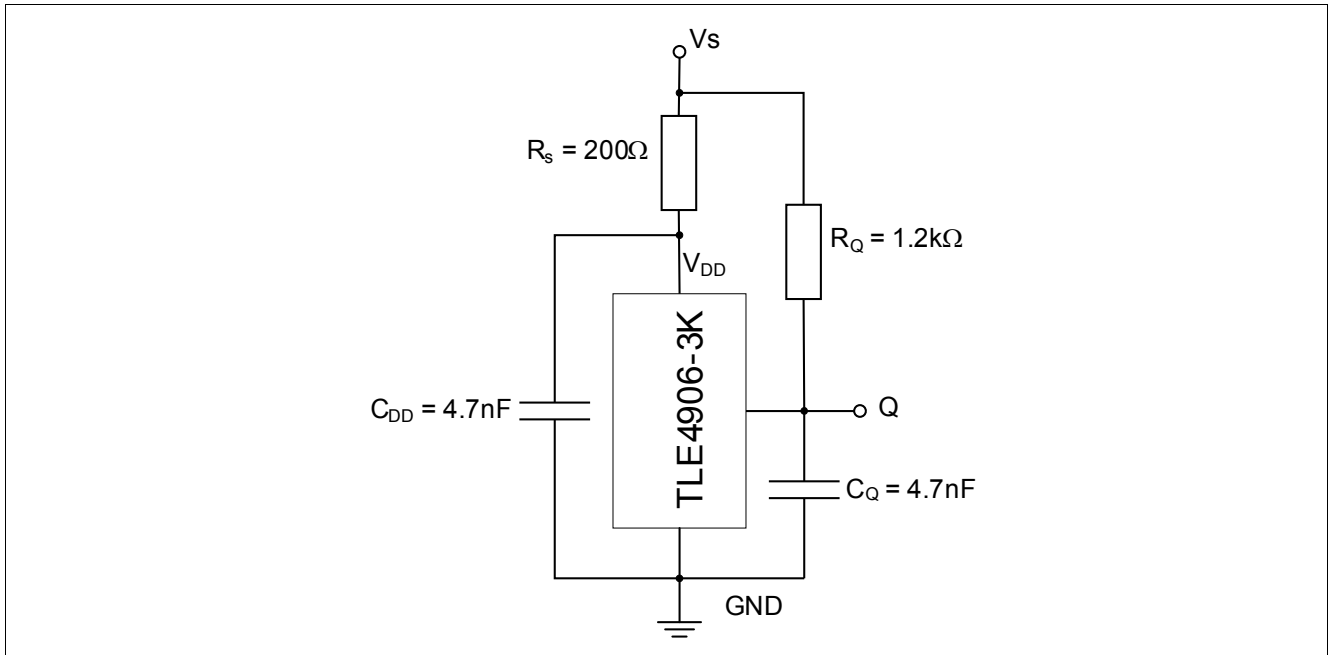 Vs
Rs = 200Ω
RQ = 1.2kΩ
VDD
TLE4906-3K
CDD = 4.7nF
Q
CQ = 4.7nF
GND